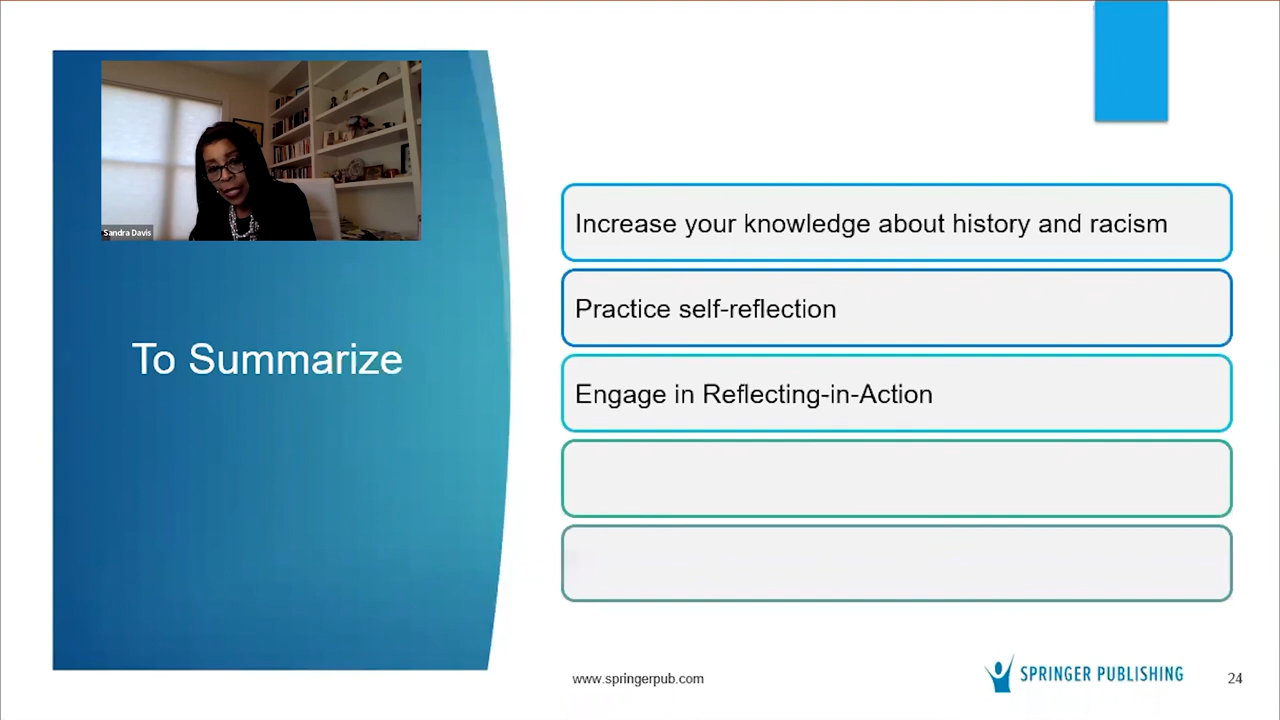 Sandra Davis
To Summarize
Increase your knowledge about history and racism
Practice self-reflection
Engage in Reflecting-in-Action
www.springerpub.com
SPRINGER PUBLISHING
24